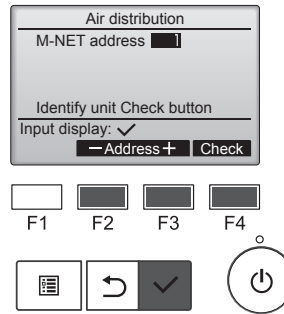 Air distribution
M-NET address 1
Identify unit Check button
Input display: ✓
−Address+ Check
F1 F2 F3 F4